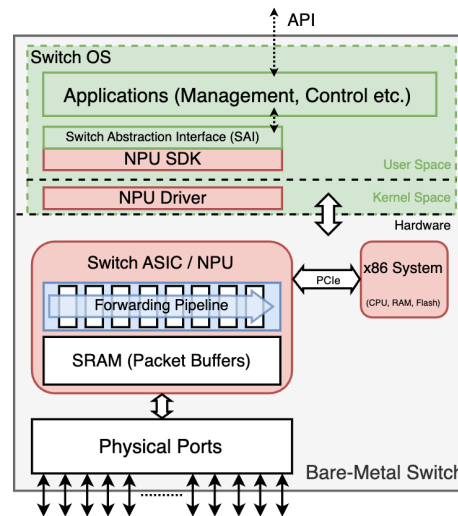 API
Switch OS
Applications (Management, Control etc.)
Switch Abstraction Interface (SAI)
NPU SDK
User Space
NPU Driver
Kernel Space
Hardware
Switch ASIC / NPU
x86 System
PCIe
(CPU, RAM, Flash)
Forwarding Pipeline
SRAM (Packet Buffers)
Physical Ports
Bare-Metal Switch